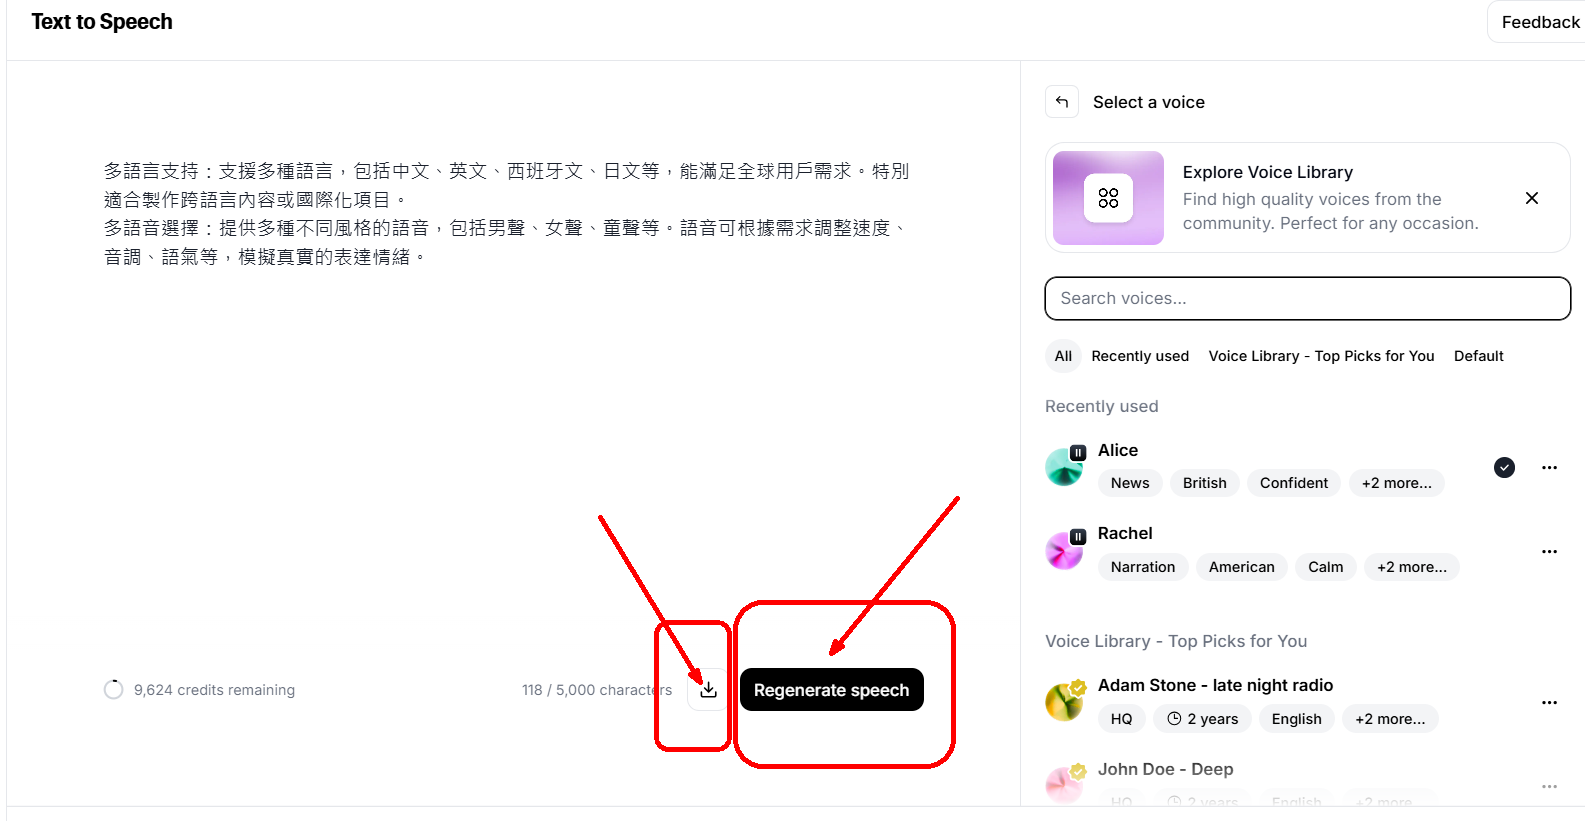 Text to Speech
Feedback
多語言支持：支援多種語言，包括中文、英文、西班牙文、日文等，能滿足全球用戶需求。特別
適合製作跨語言內容或國際化項目。
多語音選擇：提供多種不同風格的語音，包括男聲、女聲、童聲等。語音可根據需求調整速度、
音調、語氣等，模擬真實的表達情緒。
9,624 credits remaining
118 / 5,000 characters
Regenerate speech
Select a voice
Explore Voice Library
Find high quality voices from the
community. Perfect for any occasion.
Search voices...
All Recently used Voice Library - Top Picks for You Default
Recently used
Alice
News British Confident +2 more...
Rachel
Narration American Calm +2 more...
Voice Library - Top Picks for You
Adam Stone - late night radio
HQ 2 years English +2 more...
John Doe - Deep
HQ 2 years English +2 more...